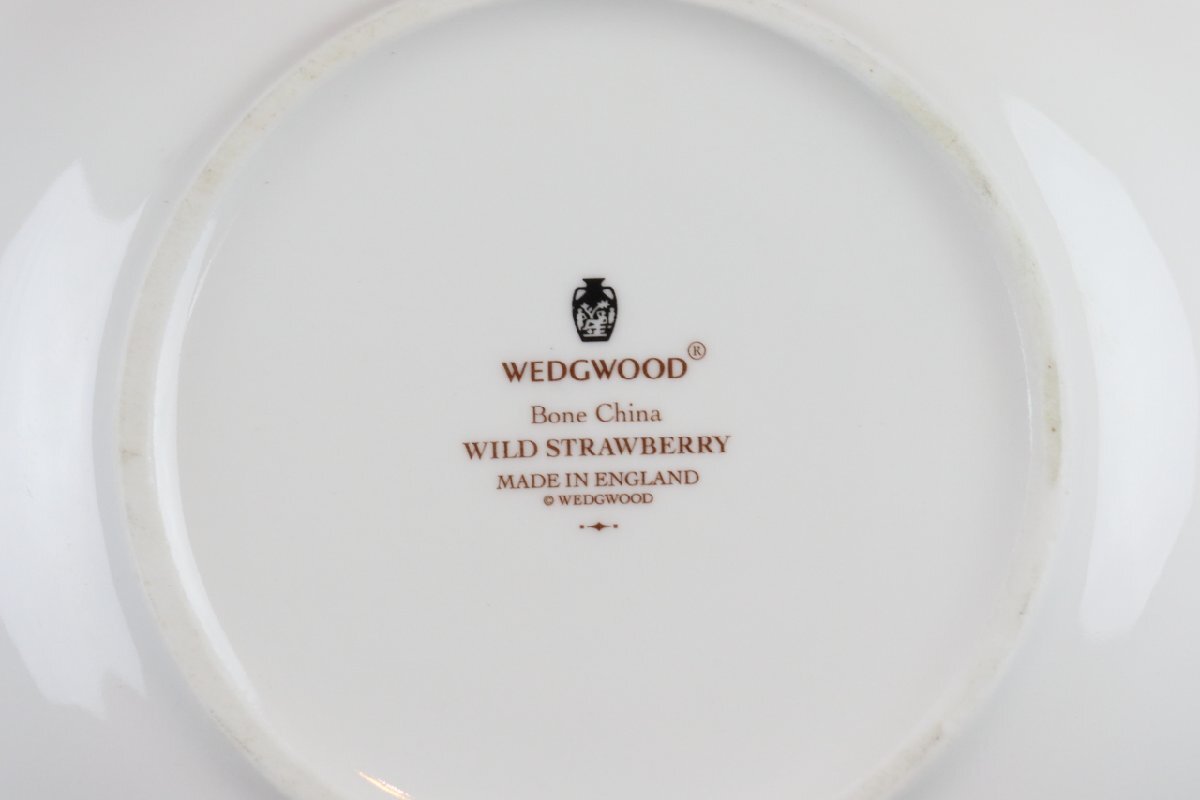 WEDGWOOD®
Bone China
WILD STRAWBERRY
MADE IN ENGLAND
© WEDGWOOD